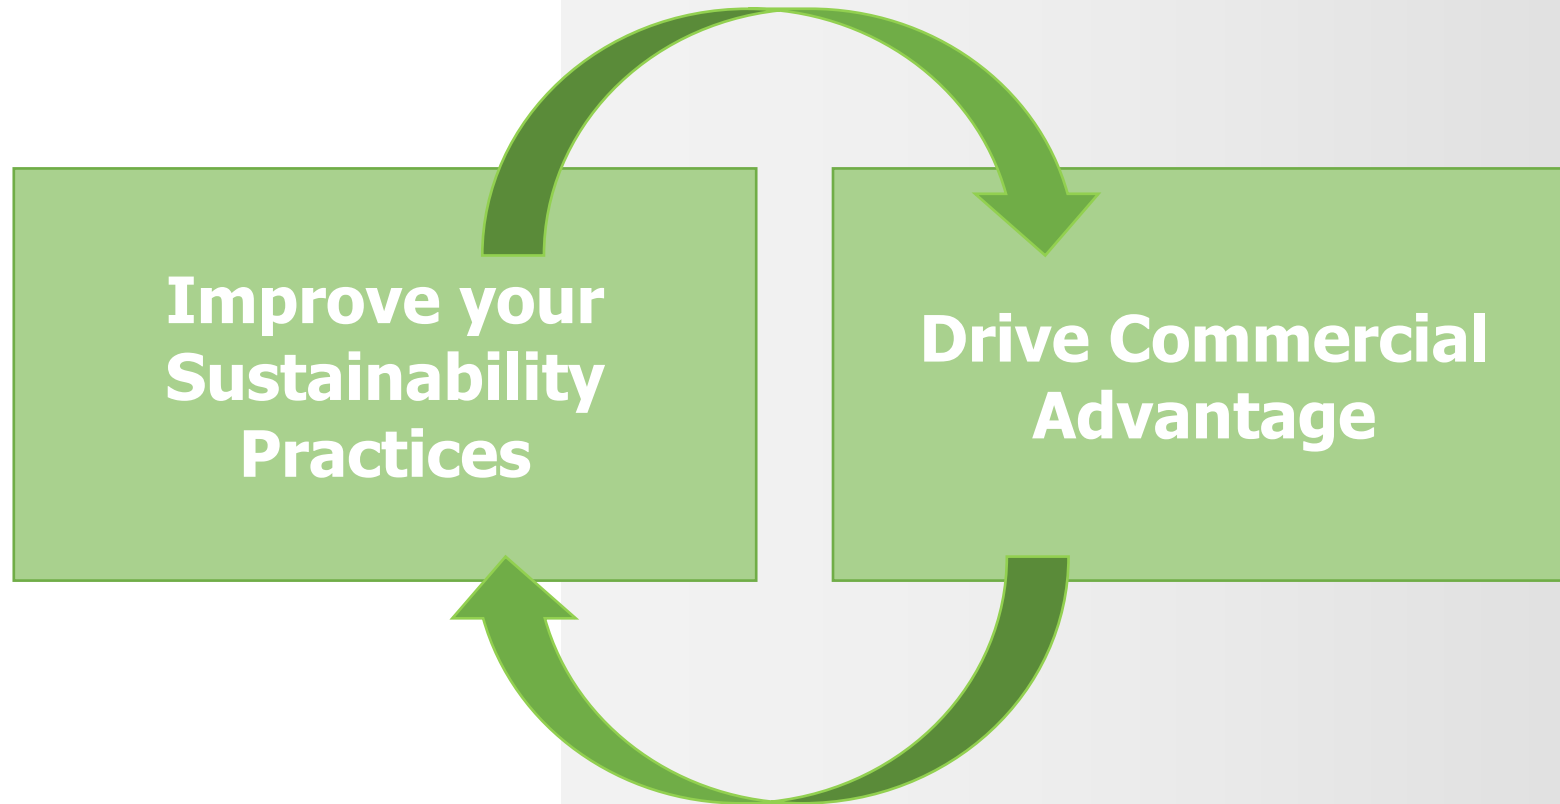 Improve your
Sustainability
Practices
Drive Commercial
Advantage